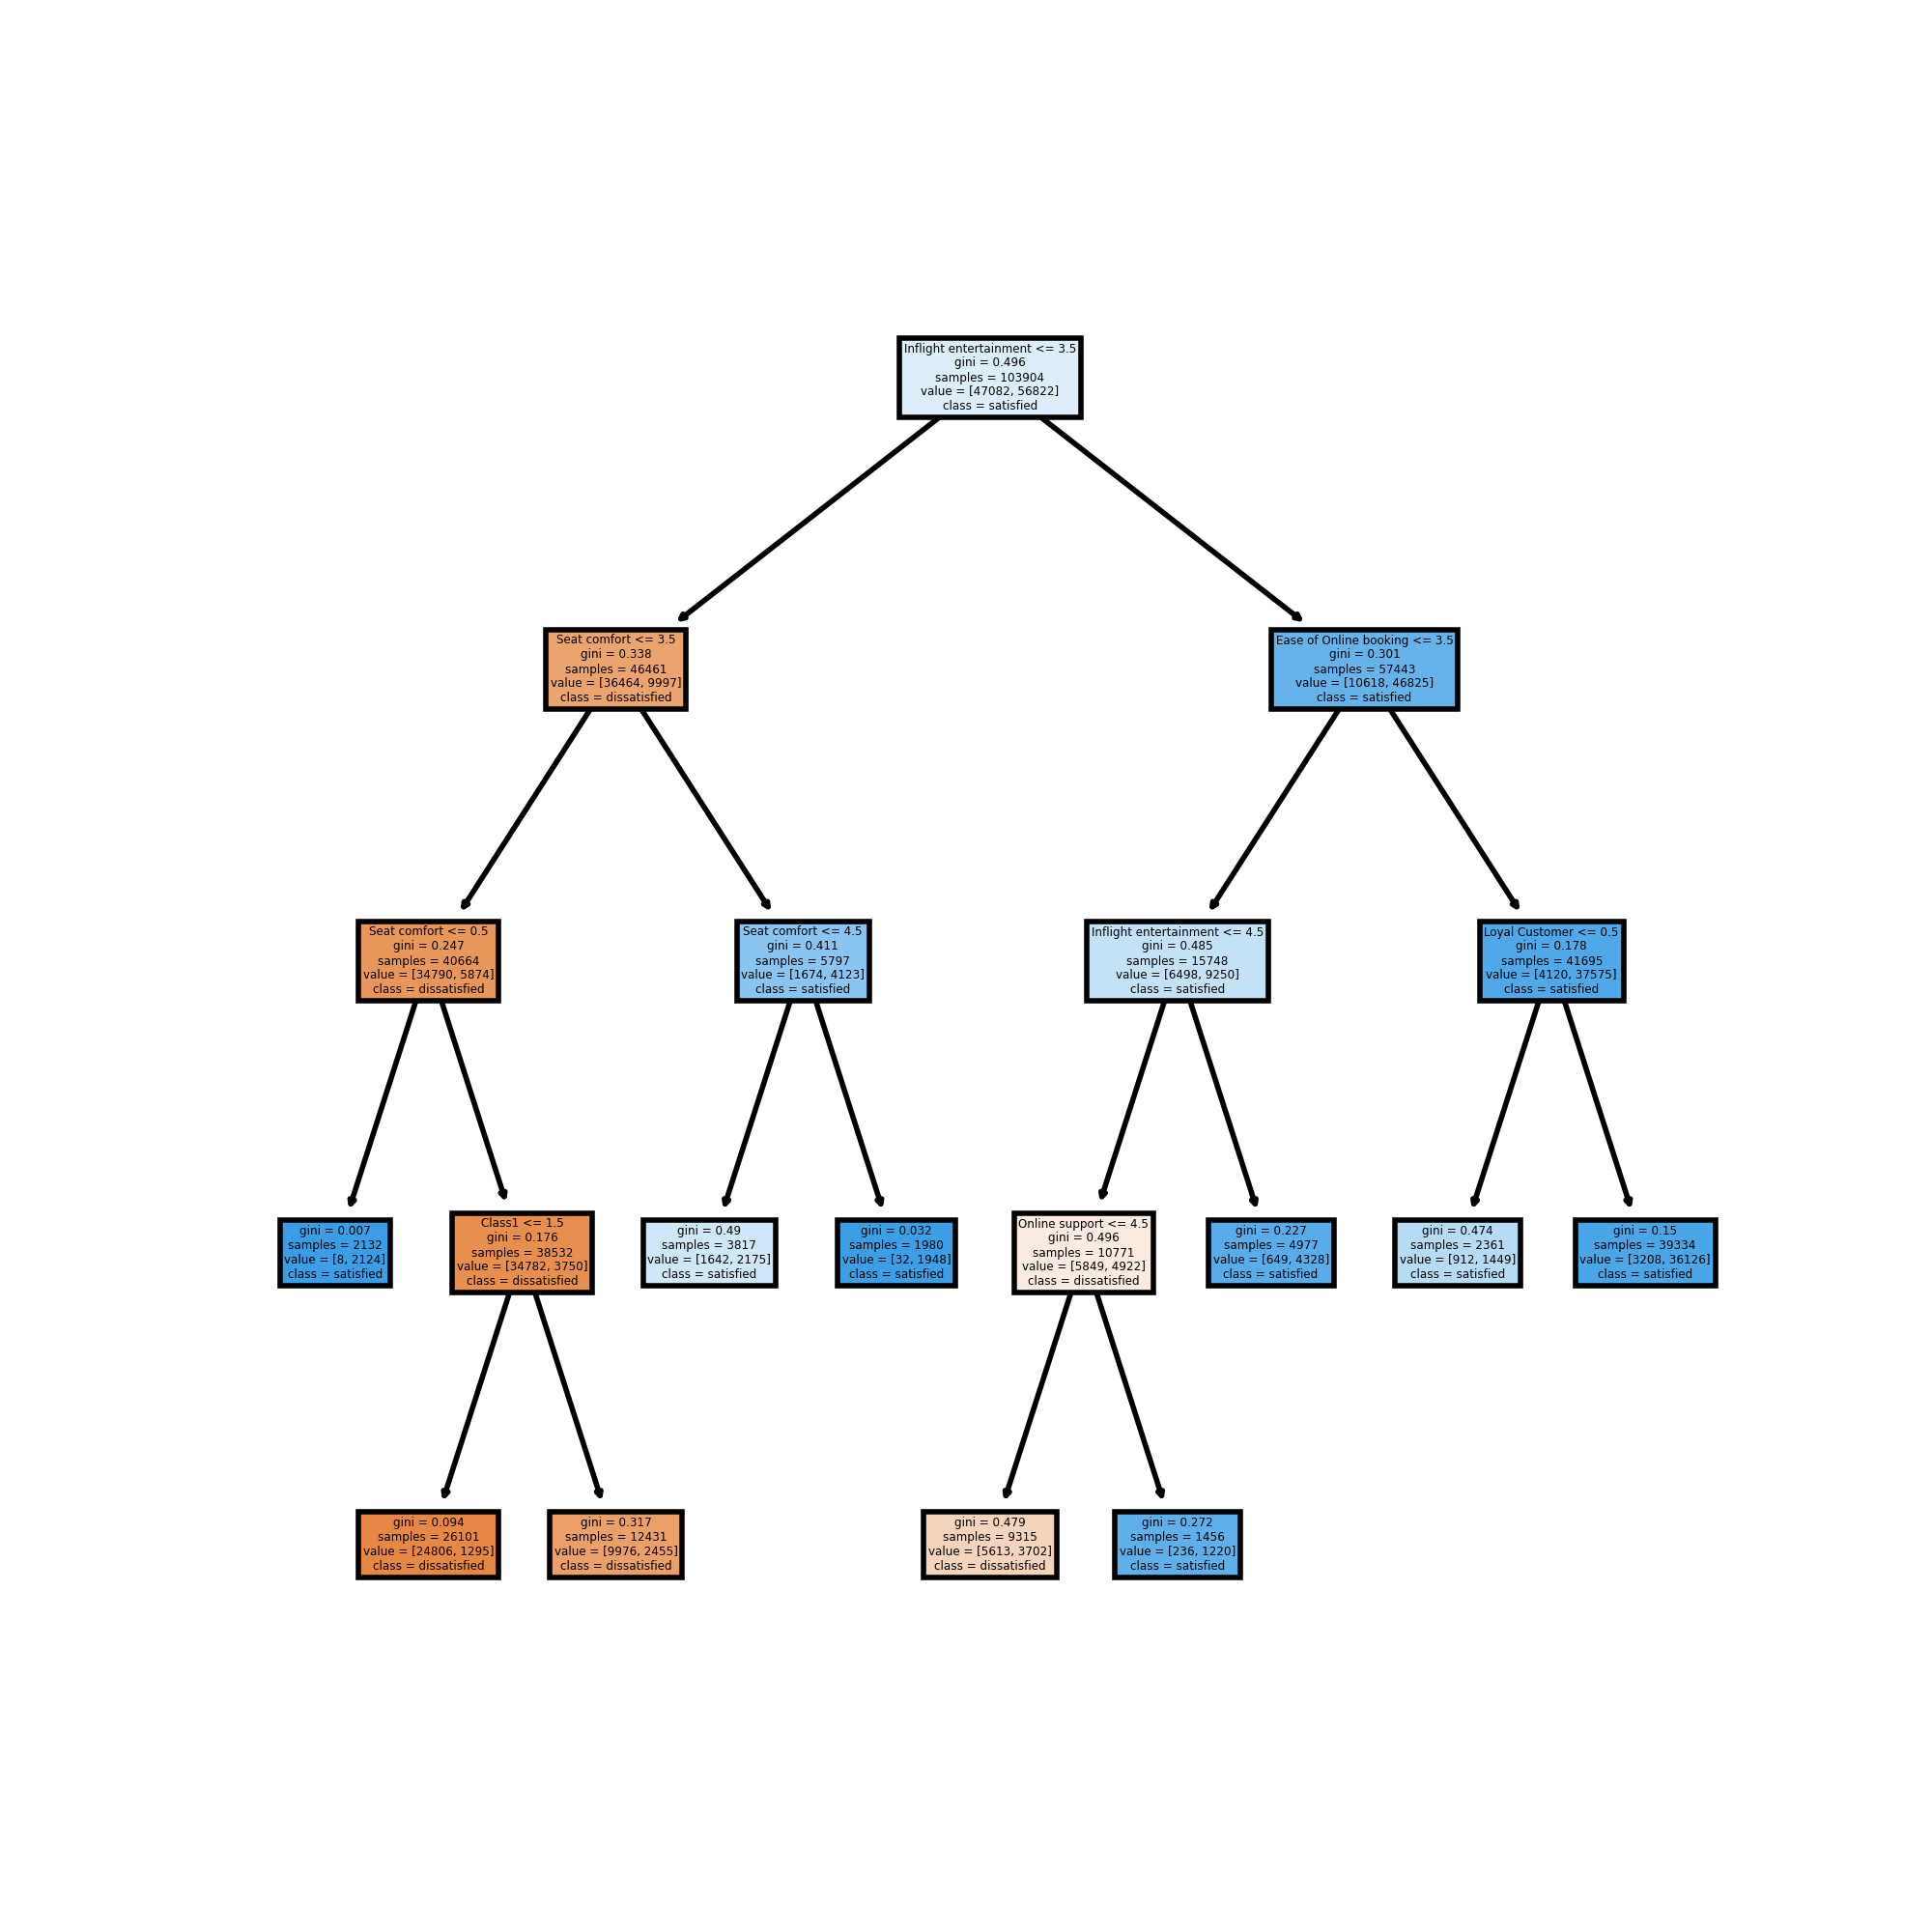 Inflight entertainment <= 3.5
gini = 0.496
samples = 103904
value = [47082, 56822]
class = satisfied
Seat comfort <= 3.5
gini = 0.338
samples = 46461
value = [36464, 9997]
class = dissatisfied
Ease of Online booking <= 3.5
gini = 0.301
samples = 57443
value = [10618, 46825]
class = satisfied
Seat comfort <= 0.5
gini = 0.247
samples = 40664
value = [34790, 5874]
class = dissatisfied
Seat comfort <= 4.5
gini = 0.411
samples = 5797
value = [1674, 4123]
class = satisfied
Inflight entertainment <= 4.5
gini = 0.485
samples = 15748
value = [6498, 9250]
class = satisfied
Loyal Customer <= 0.5
gini = 0.178
samples = 41695
value = [4120, 37575]
class = satisfied
gini = 0.007
samples = 2132
value = [8, 2124]
class = satisfied
Class1 <= 1.5
gini = 0.176
samples = 38532
value = [34782, 3750]
class = dissatisfied
gini = 0.49
samples = 3817
value = [1642, 2175]
class = satisfied
gini = 0.032
samples = 1980
value = [32, 1948]
class = satisfied
Online support <= 4.5
gini = 0.496
samples = 10771
value = [5849, 4922]
class = dissatisfied
gini = 0.227
samples = 4977
value = [649, 4328]
class = satisfied
gini = 0.474
samples = 2361
value = [912, 1449]
class = satisfied
gini = 0.15
samples = 39334
value = [3208, 36126]
class = satisfied
gini = 0.094
samples = 26101
value = [24806, 1295]
class = dissatisfied
gini = 0.317
samples = 12431
value = [9976, 2455]
class = dissatisfied
gini = 0.479
samples = 9315
value = [5613, 3702]
class = dissatisfied
gini = 0.272
samples = 1456
value = [236, 1220]
class = satisfied